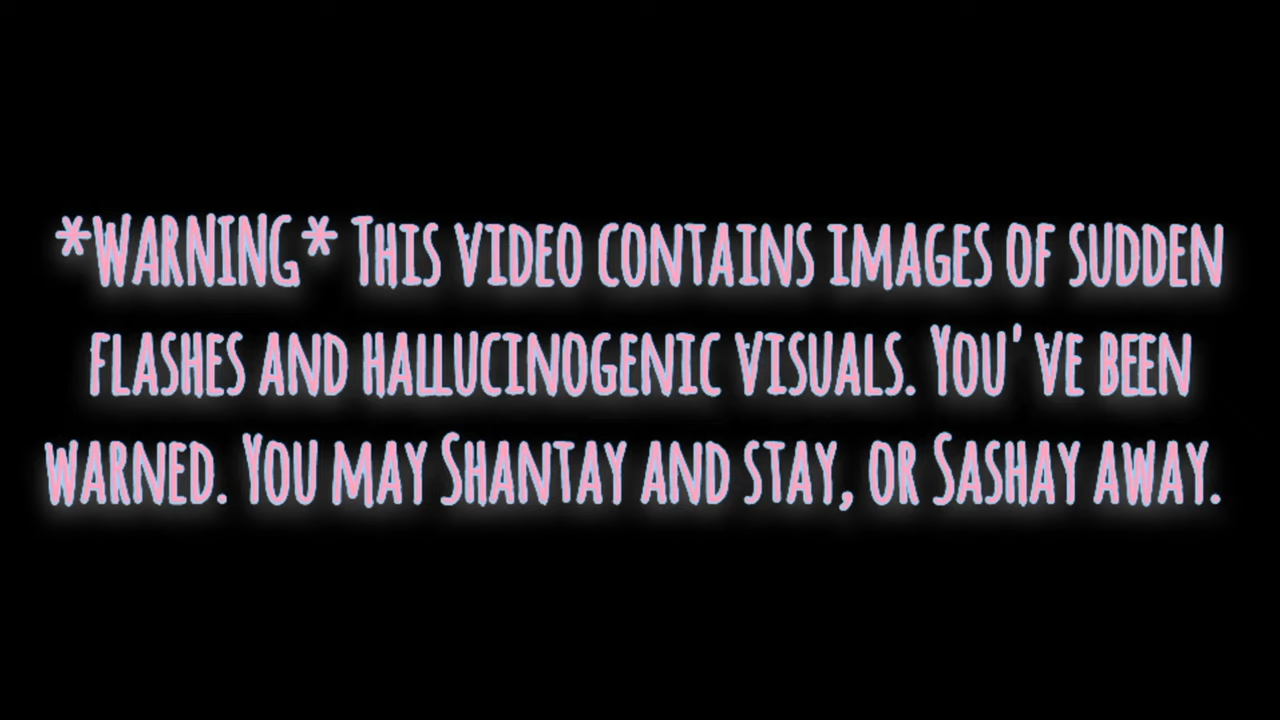 *WARNING* This video contains images of sudden
flashes and hallucinogenic visuals. You've been
warned. You may Shantay and stay, or Sashay away.